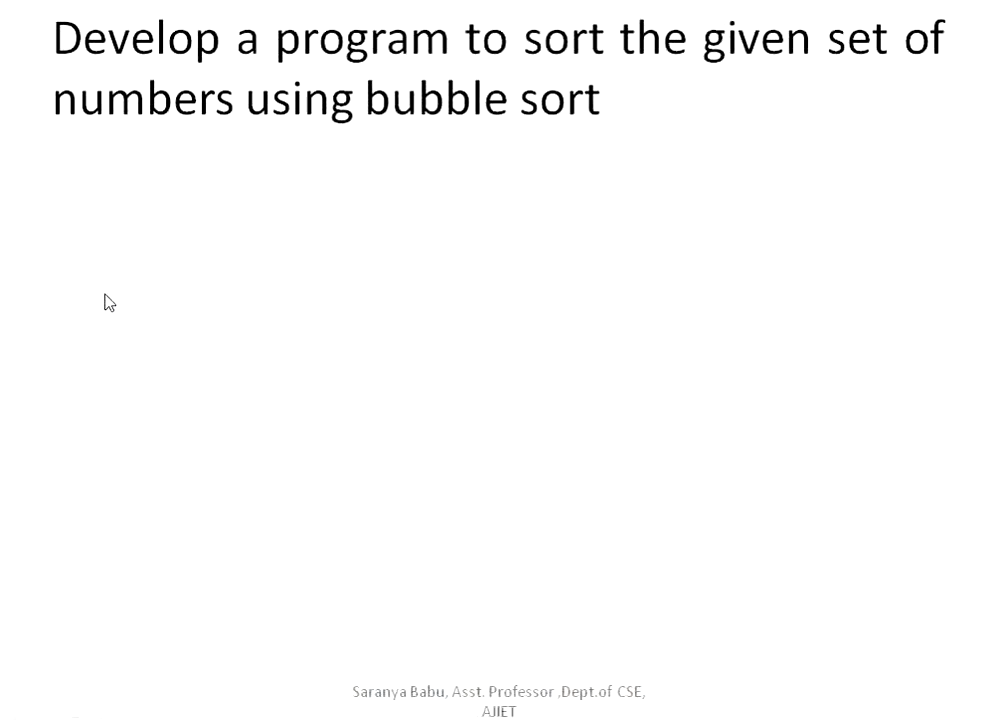 Develop a program to sort the given set of
numbers using bubble sort
Saranya Babu, Asst. Professor ,Dept.of CSE,
AJIET